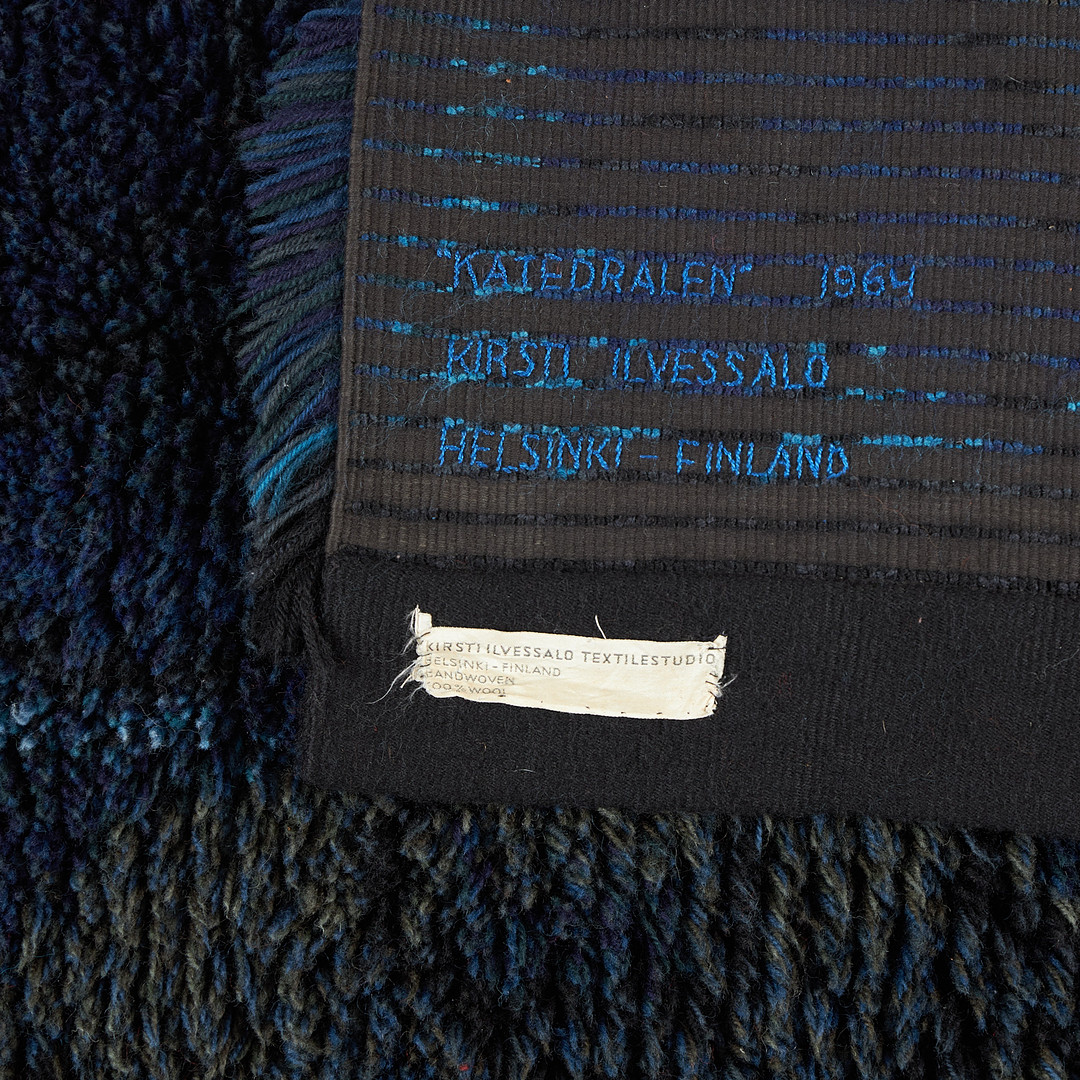 "KATEDRALEN" 1964
KIRSTI ILVESSALO
HELSINKI - FINLAND
KIRSTI ILVESSALO TEXTILESTUDIO
HELSINKI - FINLAND
HANDWOVEN
100% WOOL